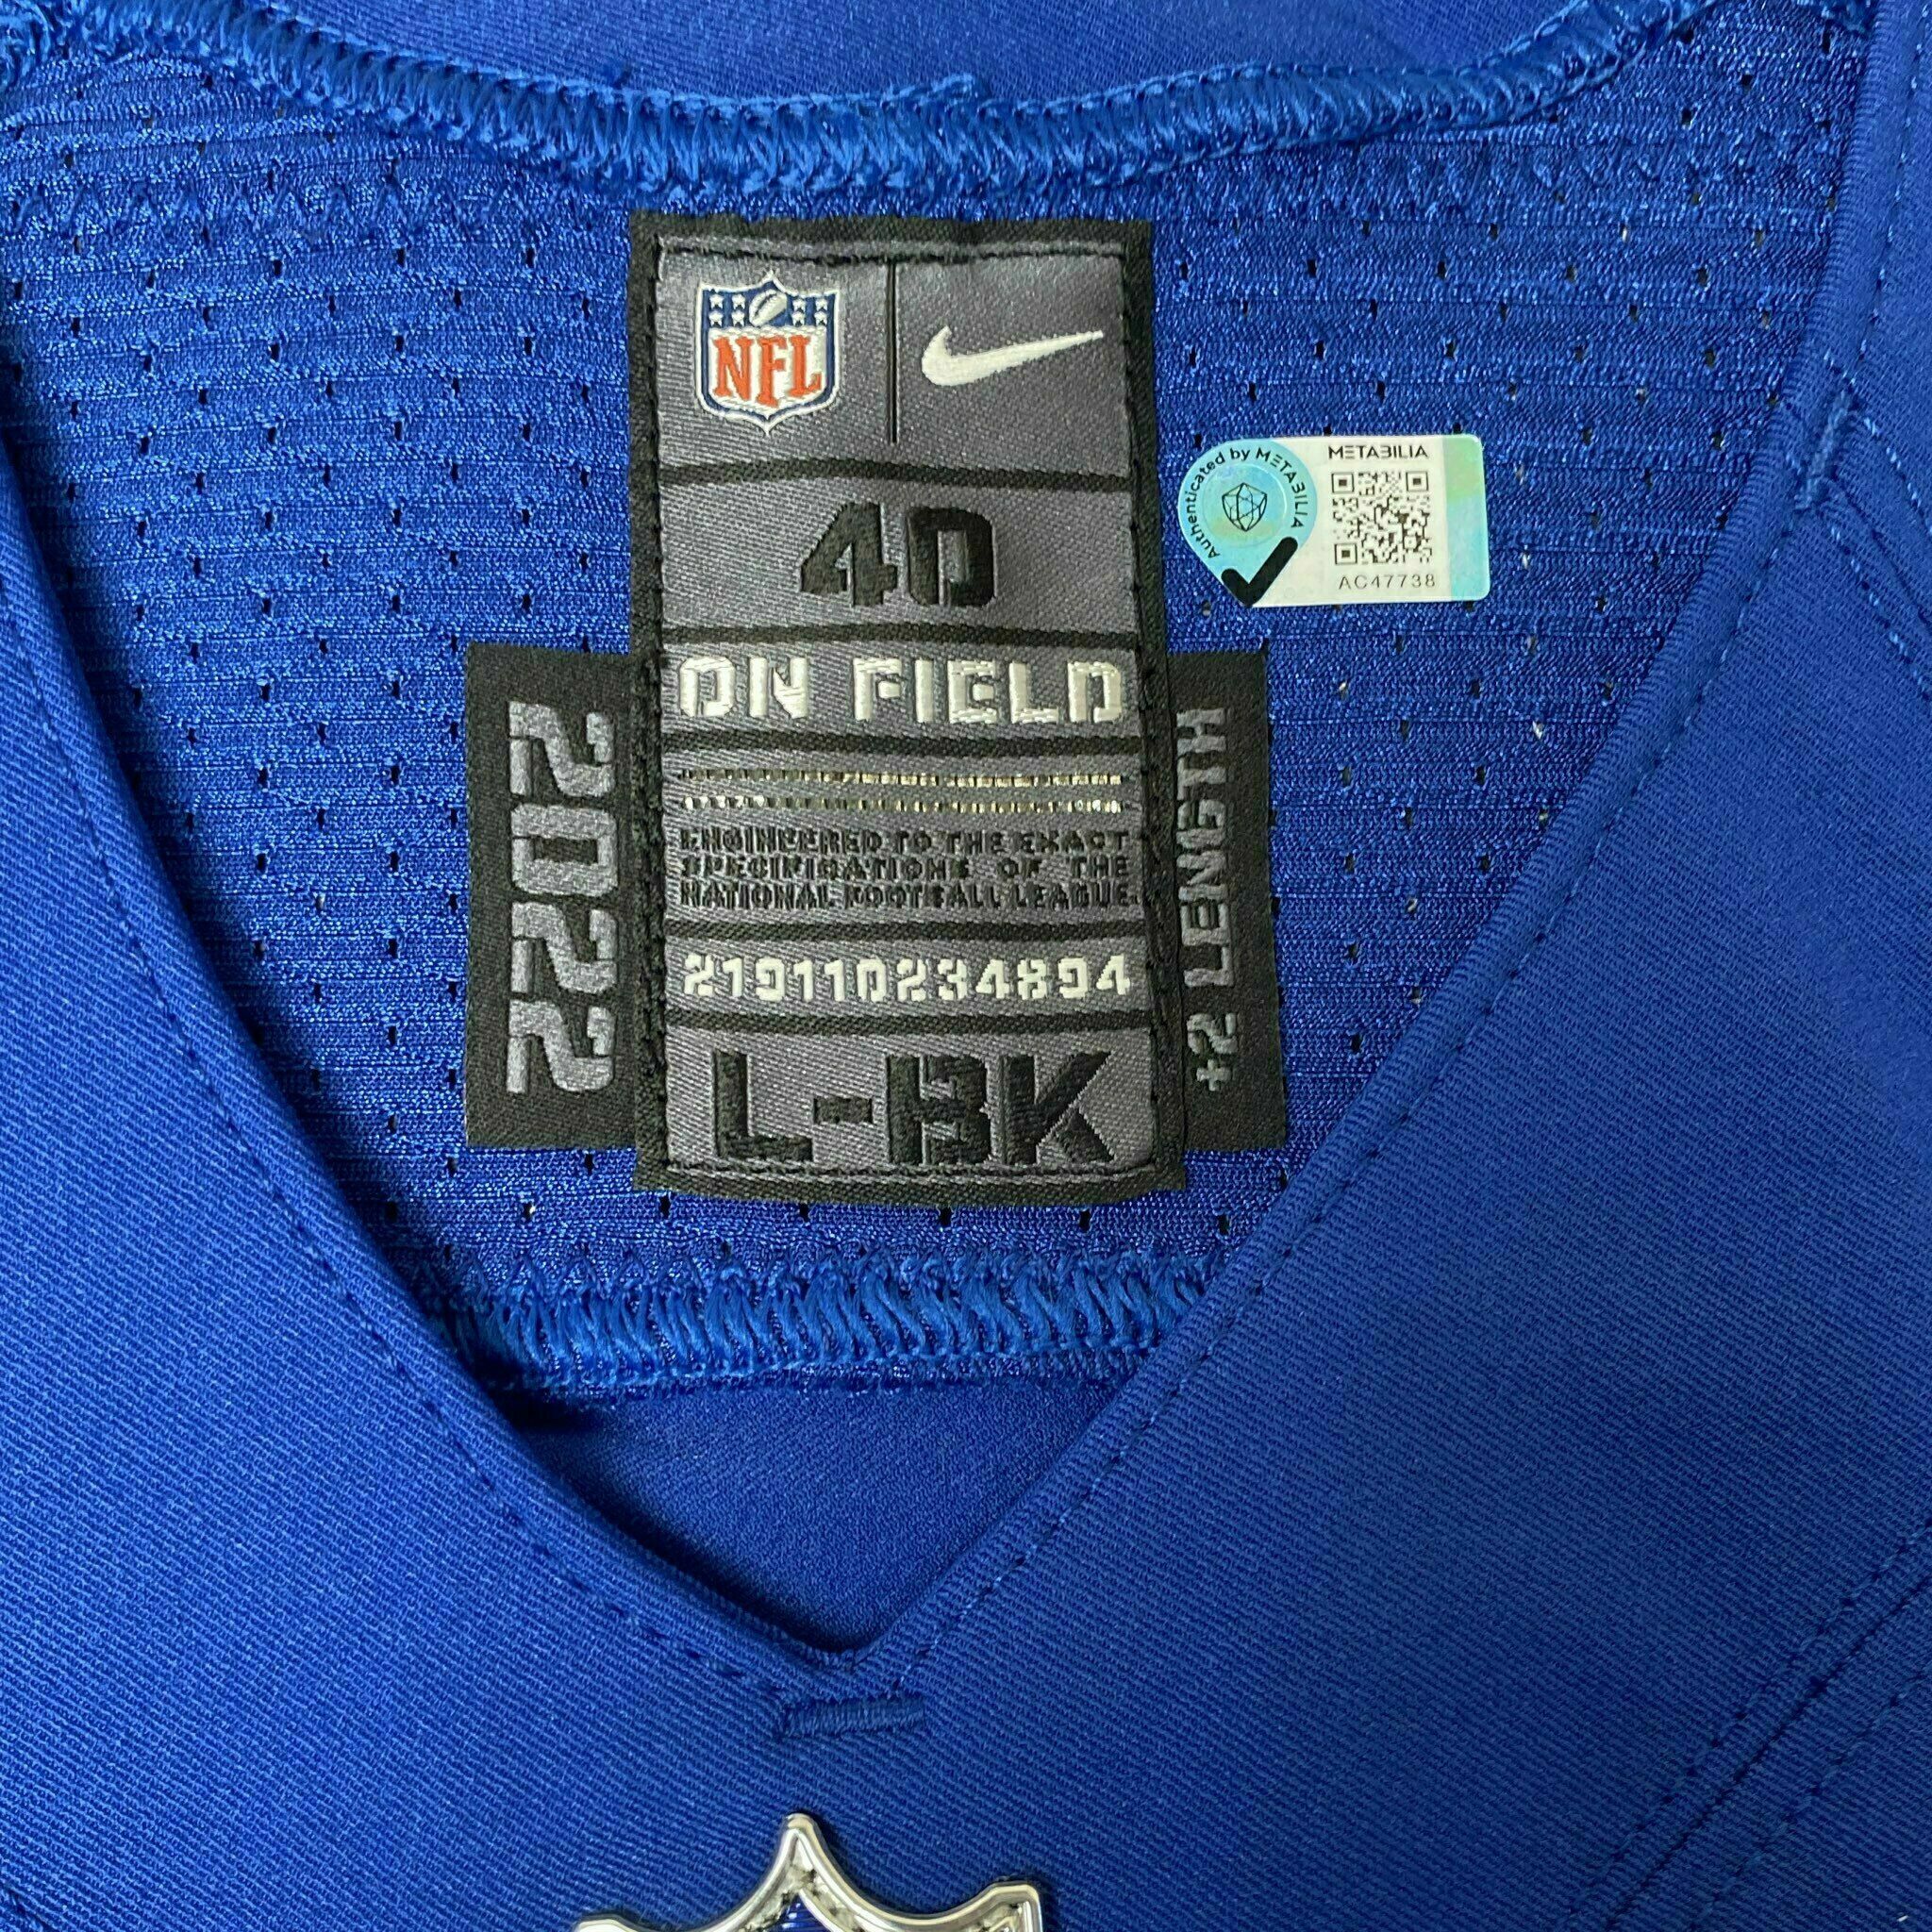 NFL
40
ON FIELD
ENGINEERED TO THE EXACT
SPECIFICATIONS OF THE
NATIONAL FOOTBALL LEAGUE.
219110234894
L-BK
2022
+2 LENGTH
Authenticated by METABILIA
METABILIA
AC47738